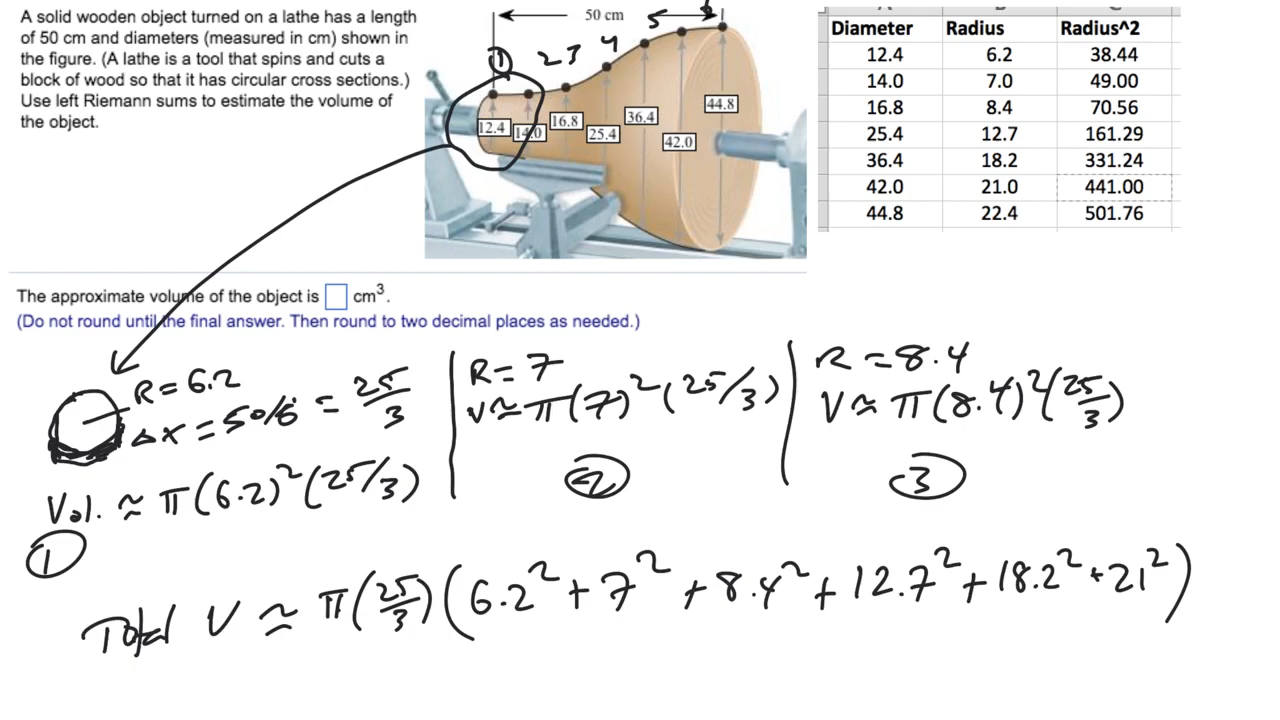 A solid wooden object turned on a lathe has a length
of 50 cm and diameters (measured in cm) shown in
the figure. (A lathe is a tool that spins and cuts a
block of wood so that it has circular cross sections.)
Use left Riemann sums to estimate the volume of
the object.
50 cm
1 2 3 4 5 6
12.4 14.0 16.8 25.4 36.4 42.0 44.8
Diameter Radius Radius^2
12.4 6.2 38.44
14.0 7.0 49.00
16.8 8.4 70.56
25.4 12.7 161.29
36.4 18.2 331.24
42.0 21.0 441.00
44.8 22.4 501.76
The approximate volume of the object is cm³.
(Do not round until the final answer. Then round to two decimal places as needed.)
R = 6.2
Δx = 50/6 = 25/3
Vol. ≈ π(6.2)²(25/3)
1
R = 7
V ≈ π(7)²(25/3)
2
R = 8.4
V ≈ π(8.4)²(25/3)
3
Total V ≈ π(25/3)(6.2² + 7² + 8.4² + 12.7² + 18.2² + 21²)